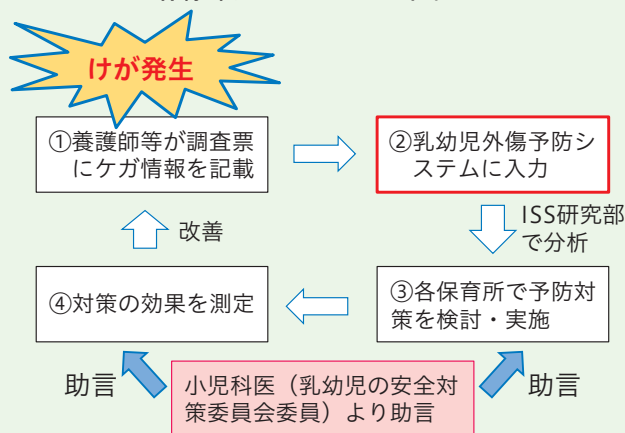 けが発生
①養護師等が調査票
にケガ情報を記載
②乳幼児外傷予防シ
ステムに入力
改善
ISS研究部
で分析
④対策の効果を測定
③各保育所で予防対
策を検討・実施
助言
小児科医（乳幼児の安全対
策委員会委員）より助言
助言